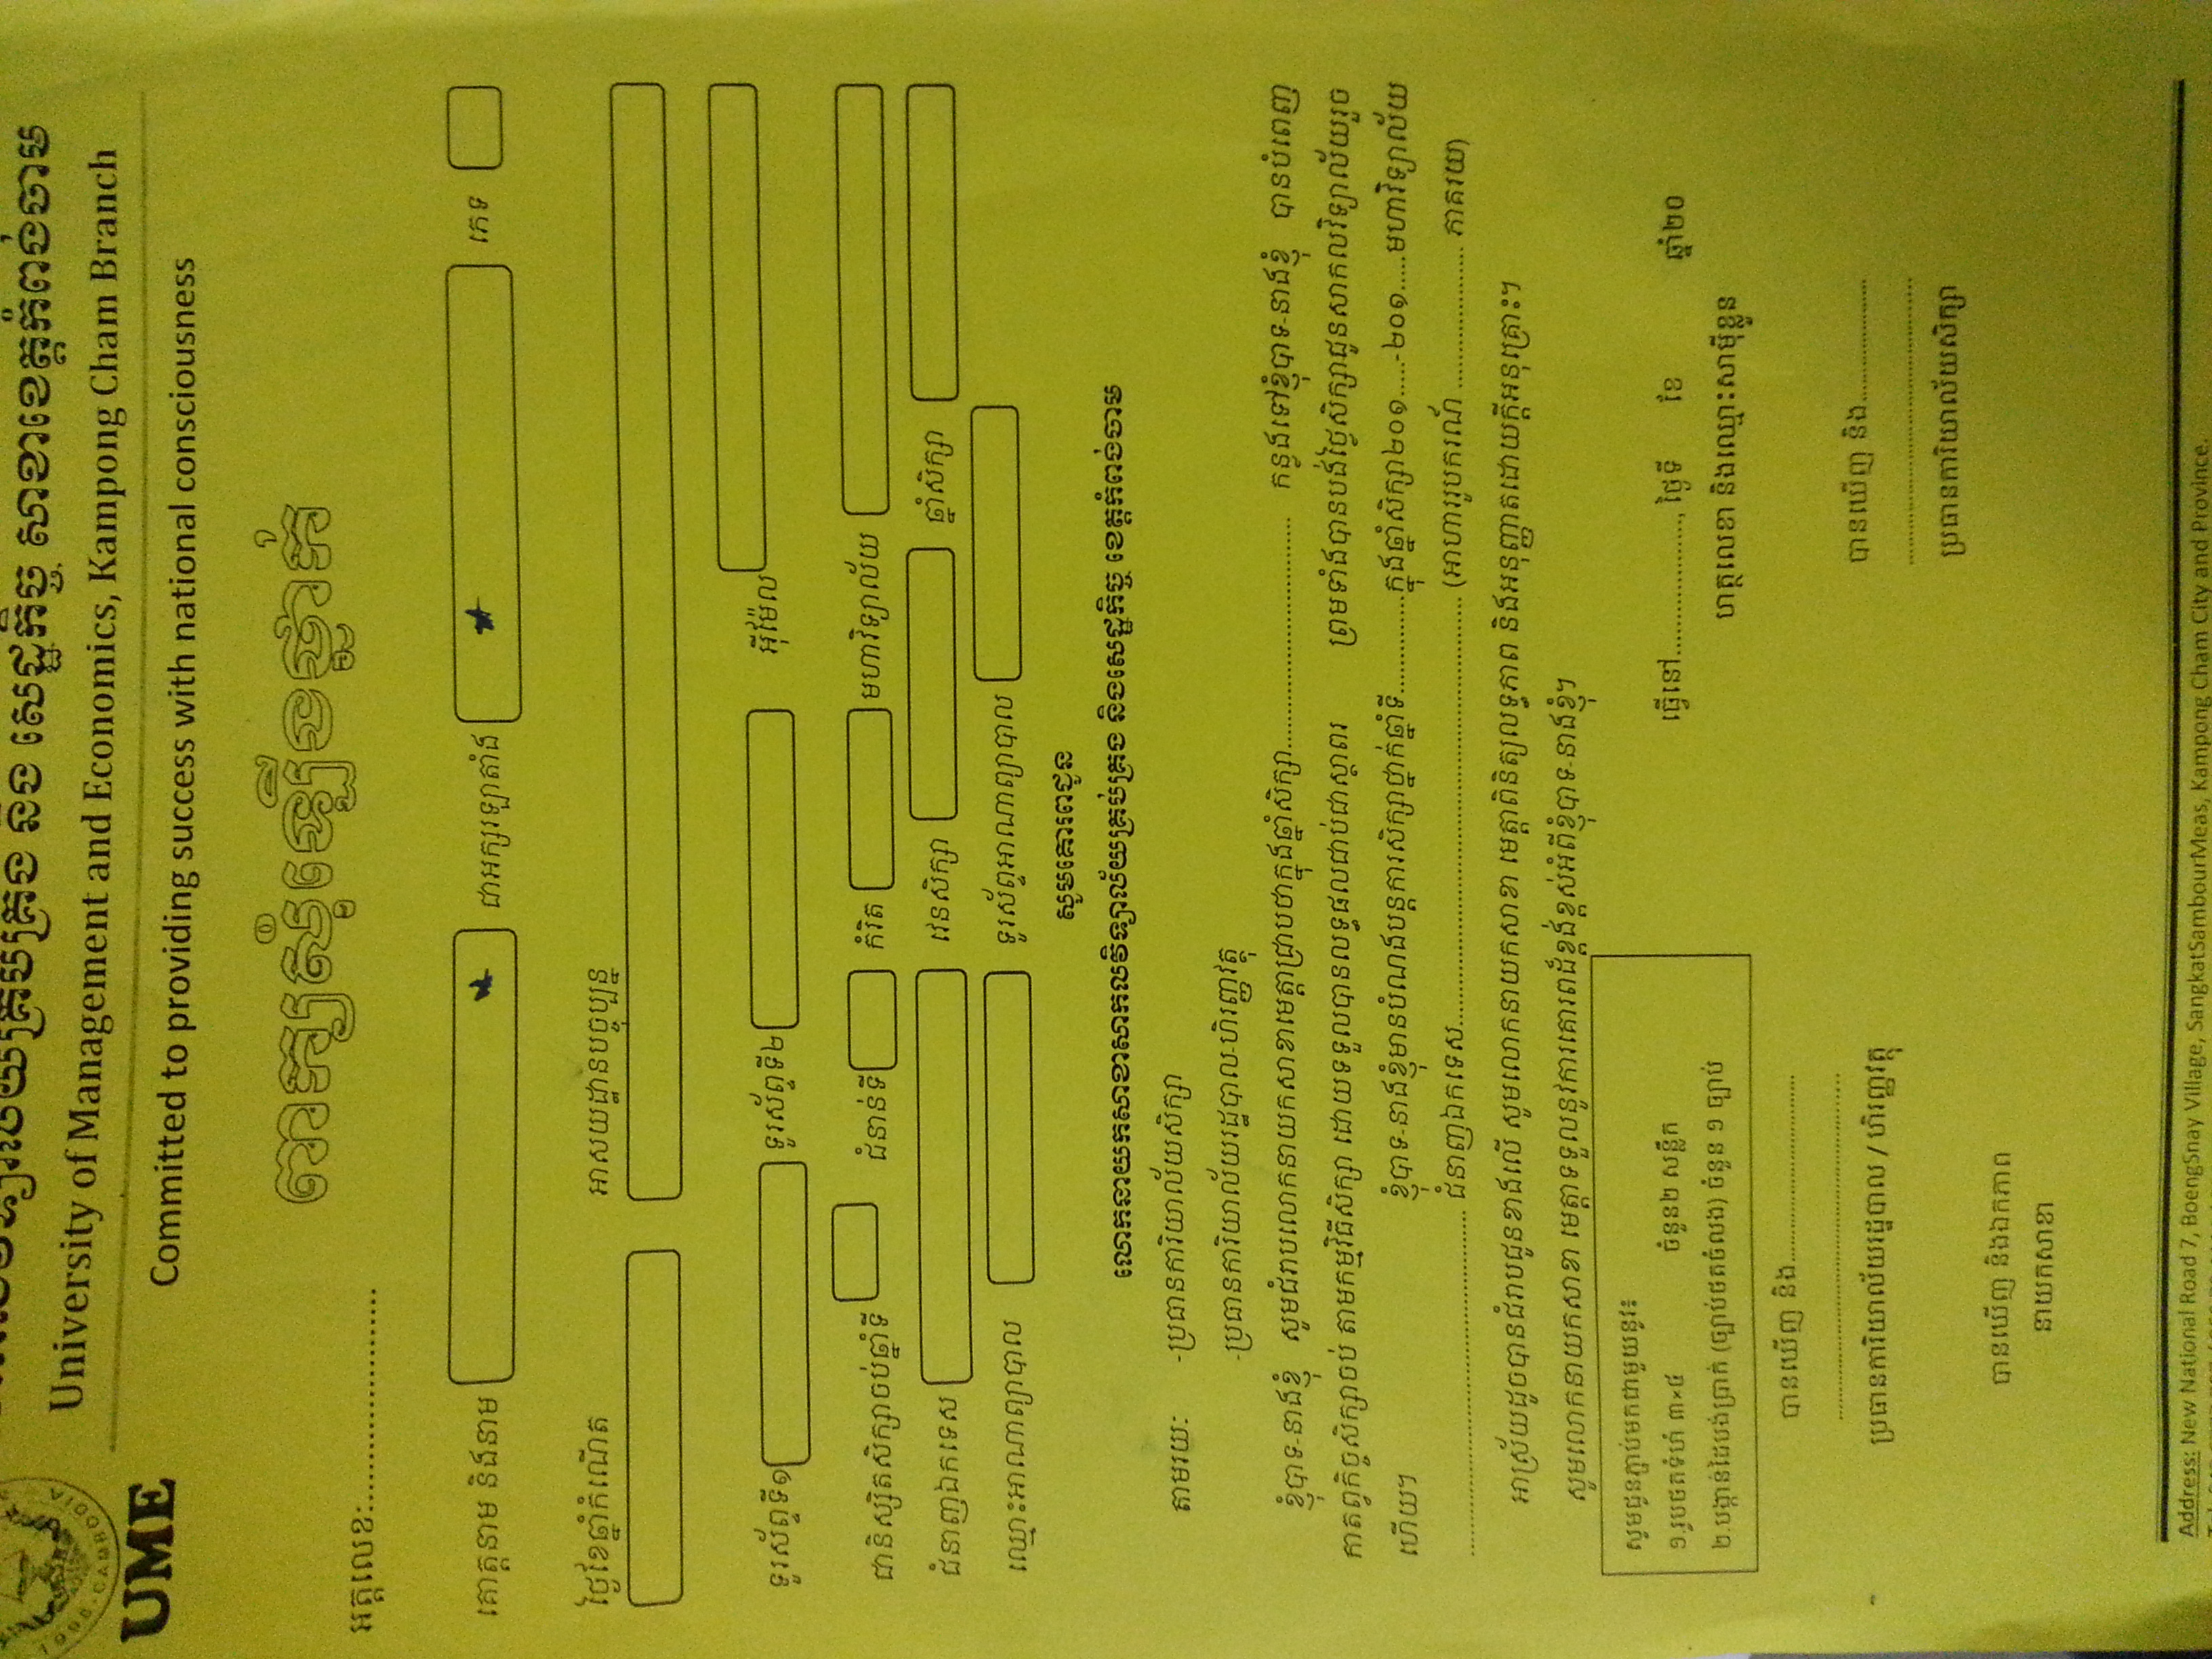 គ្រប់គ្រង និង សេដ្ឋកិច្ច សាខាខេត្តកំពង់ចាម
1998-CAMBODIA
University of Management and Economics, Kampong Cham Branch
UME
Committed to providing success with national consciousness
ពាក្យសុំឡើងថ្នាក់
អត្តលេខ:......................
គោត្តនាម និងនាម ជាអក្សរឡាតាំង ភេទ
ថ្ងៃខែឆ្នាំកំណើត អាសយដ្ឋានបច្ចុប្បន្ន
ទូរស័ព្ទទី១ ទូរស័ព្ទទី២ អ៊ីម៉ែល
ជានិស្សិតសិក្សាចប់ឆ្នាំទី ជំនាន់ទី កំរិត មហាវិទ្យាល័យ
ជំនាញឯកទេស វេនសិក្សា ឆ្នាំសិក្សា
ឈ្មោះអាណាព្យាបាល ទូរស័ព្ទអាណាព្យាបាល
សូមគោរពជូន
លោកនាយកសាខាសាកលវិទ្យាល័យគ្រប់គ្រង និងសេដ្ឋកិច្ច ខេត្តកំពង់ចាម
តាមរយៈ -ប្រធានការិយាល័យសិក្សា
-ប្រធានការិយាល័យរដ្ឋបាល-ហិរញ្ញវត្ថុ
ខ្ញុំបាទ-នាងខ្ញុំ សូមជំរាបលោកនាយកសាខាមេត្តាជ្រាបថាក្នុងឆ្នាំសិក្សា................................. កន្លងទៅខ្ញុំបាទ-នាងខ្ញុំ បានបំពេញ
កាតព្វកិច្ចសិក្សាចប់ តាមកម្មវិធីសិក្សា ដោយទទួលបានលទ្ធផលជាប់ជាស្ថាពរ ព្រមទាំងបានបង់ថ្លៃសិក្សាជូនសាកលវិទ្យាល័យរួច
ហើយ។ ខ្ញុំបាទ-នាងខ្ញុំមានបំណងបន្តការសិក្សាថ្នាក់ឆ្នាំទី..............ក្នុងឆ្នាំសិក្សា២០១.....-២០១.....មហាវិទ្យាល័យ
.................................................. ជំនាញឯកទេស.............................................................. (អាហាររូបករណ៍ .................... ភាគរយ)
អាស្រ័យដូចបានជំរាបជូនខាងលើ សូមលោកនាយកសាខា មេត្តាពិនិត្យលទ្ធភាព និងអនុញ្ញាតដោយក្តីអនុគ្រោះ។
សូមលោកនាយកសាខា មេត្តាទទួលនូវការគោរពដ៏ខ្ពង់ខ្ពស់អំពីខ្ញុំបាទ-នាងខ្ញុំ។
សូមជូនភ្ជាប់មកជាមួយនូវ៖
១.រូបថតទំហំ ៣×៤ ចំនួន២ សន្លឹក
២.បង្កាន់ដៃបង់ប្រាក់ (ច្បាប់ថតចំលង) ចំនួន ១ ច្បាប់
ធ្វើនៅ...................., ថ្ងៃទី ខែ ឆ្នាំ២០
ហត្ថលេខា និងឈ្មោះសាមុីខ្លួន
បានឃើញ និង................................
............................................................
ប្រធានការិយាល័យរដ្ឋបាល / ហិរញ្ញវត្ថុ
បានឃើញ និង.....................
..................................................
ប្រធានការិយាល័យសិក្សា
បានឃើញ និងឯកភាព
នាយកសាខា
Address: New National Road 7, BoengSnay Village, SangkatSambourMeas, Kampong Cham City and Province.